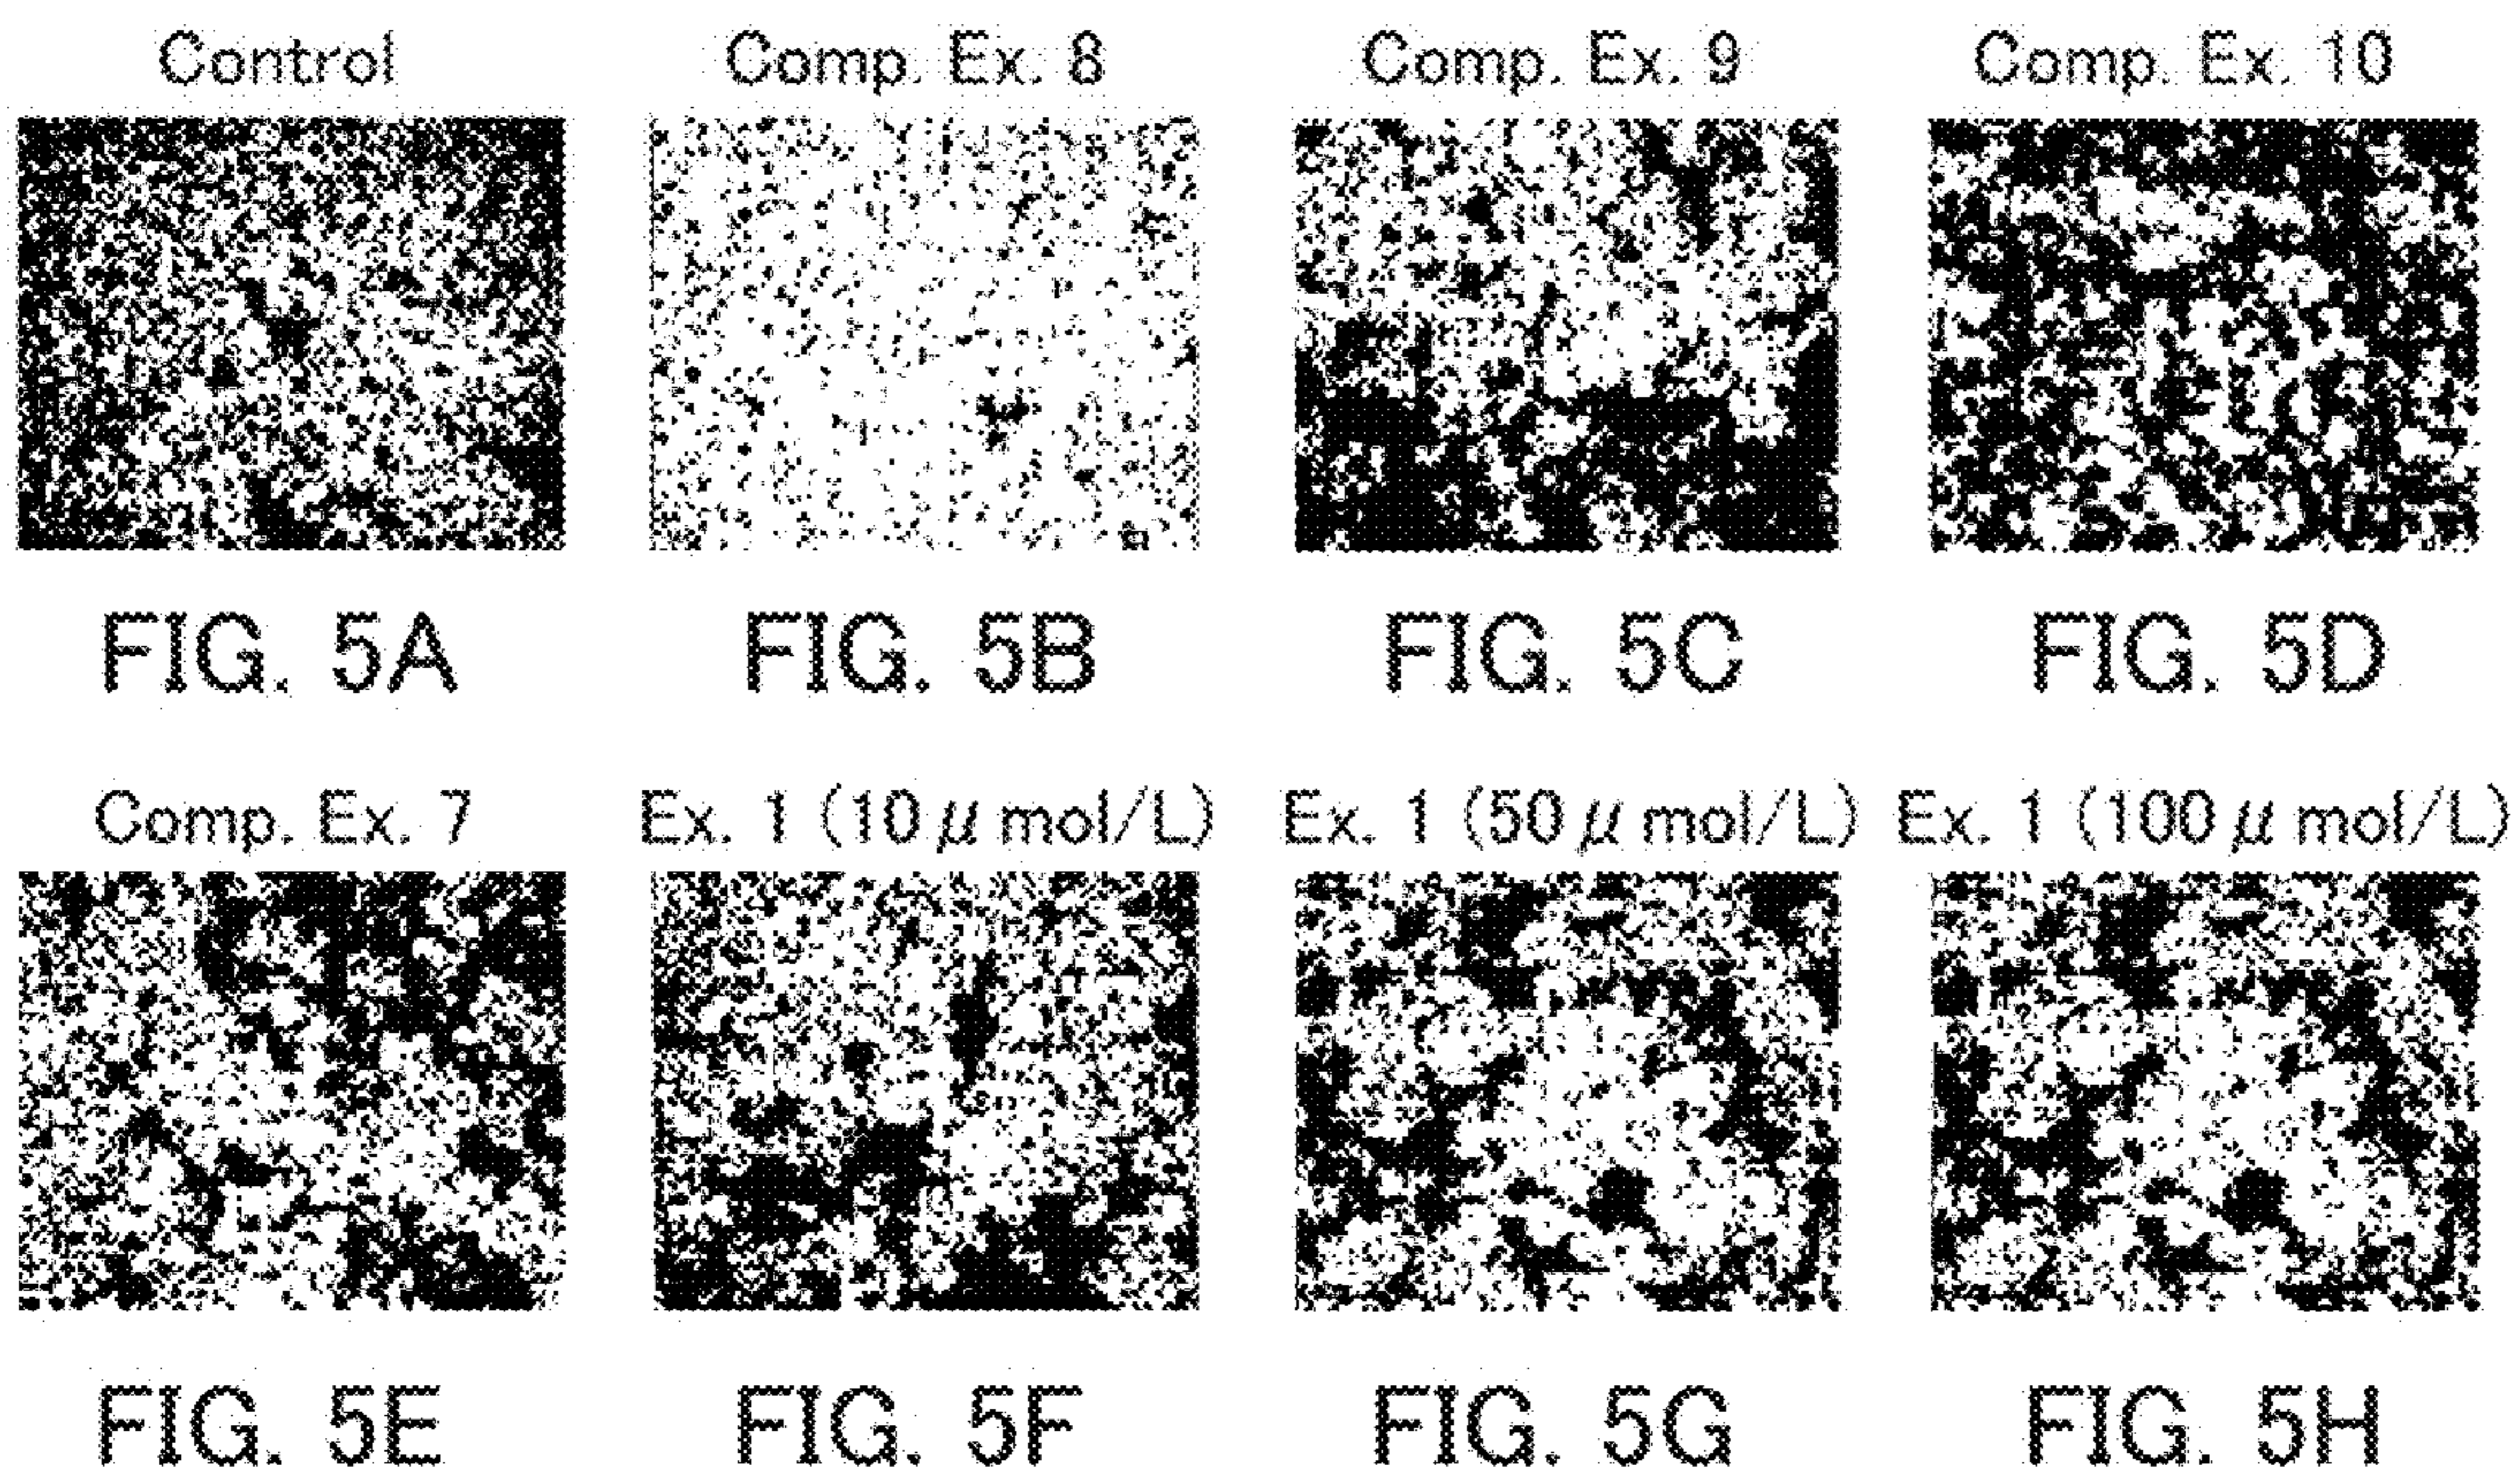 Control
Comp. Ex. 8
Comp. Ex. 9
Comp. Ex. 10
FIG. 5A
FIG. 5B
FIG. 5C
FIG. 5D
Comp. Ex. 7
Ex. 1 (10 μ mol/L)
Ex. 1 (50 μ mol/L)
Ex. 1 (100 μ mol/L)
FIG. 5E
FIG. 5F
FIG. 5G
FIG. 5H